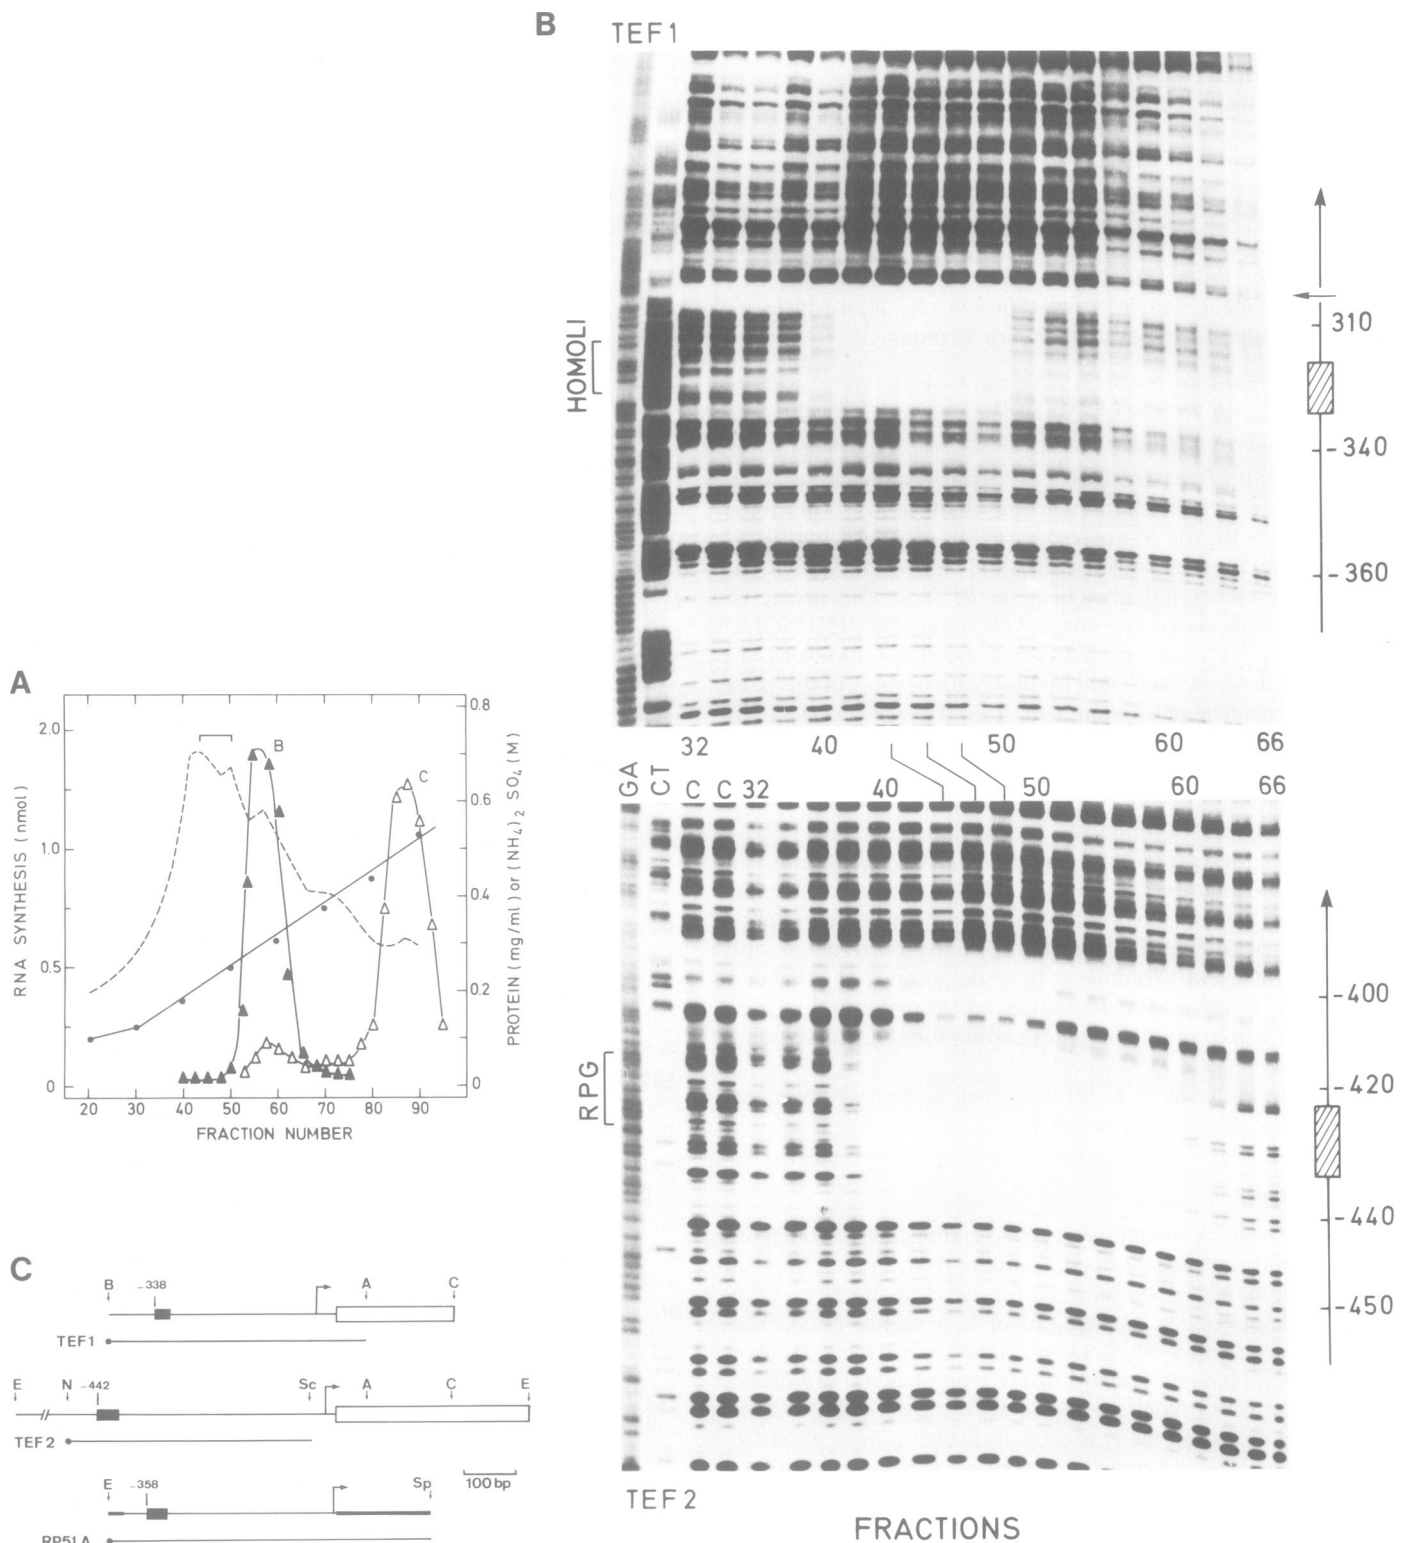 B
TEF1
HOMOLI
310
-340
-360
32 40 50 60 66
GA CT C C 32 40 50 60 66
RPG
-400
-420
-440
-450
TEF2
FRACTIONS
A
2.0
1.0
0.5
0
RNA SYNTHESIS (nmol)
B
C
0.8
0.6
0.4
0.2
0
PROTEIN (mg/ml) or (NH4)2 SO4 (M)
20 30 40 50 60 70 80 90
FRACTION NUMBER
C
B -338 A C
TEF1
E N -442 Sc A C E
TEF2
100bp
E -358 Sp
RP51A